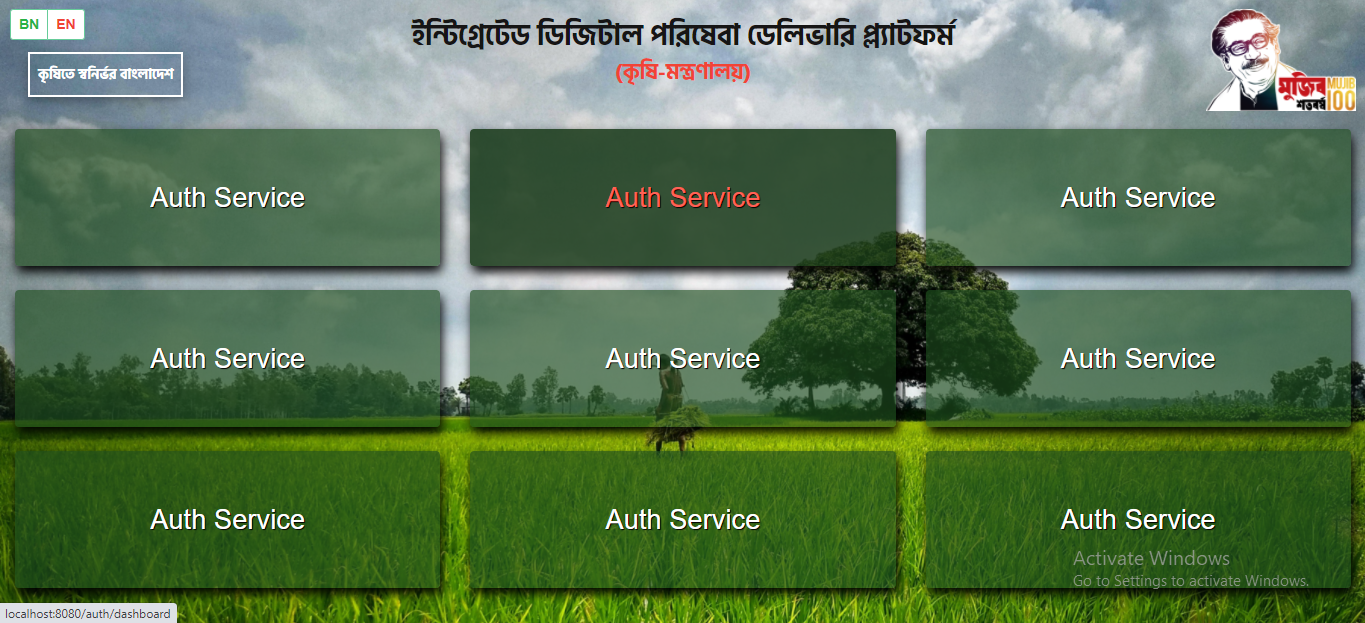 BN EN
ইন্টিগ্রেটেড ডিজিটাল পরিষেবা ডেলিভারি প্ল্যাটফর্ম
(কৃষি-মন্ত্রণালয়)
কৃষিতে স্বনির্ভর বাংলাদেশ
মুজিব MUJIB
শতবর্ষ 100
Auth Service
Auth Service
Auth Service
Auth Service
Auth Service
Auth Service
Auth Service
Auth Service
Auth Service
Activate Windows
Go to Settings to activate Windows.
localhost:8080/auth/dashboard